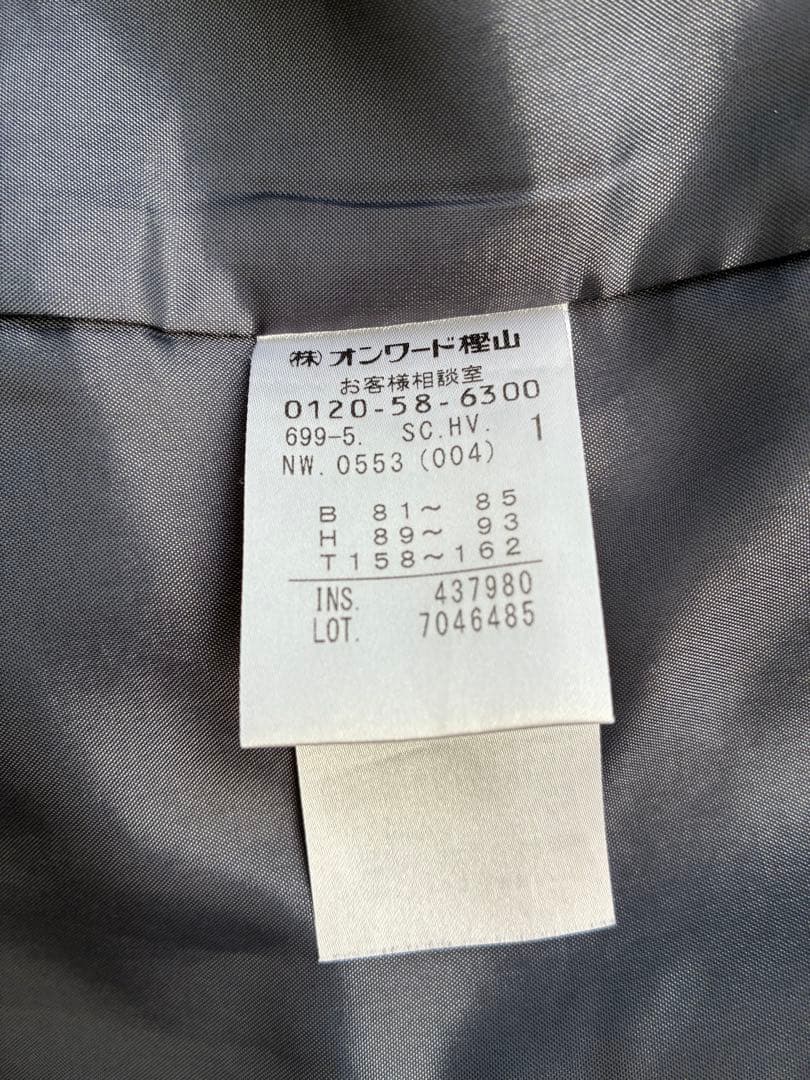 ㈱オンワード樫山
お客様相談室
0120-58-6300
699-5. SC.HV. 1
NW. 0553 (004)
B 81~ 85
H 89~ 93
T158~162
INS. 437980
LOT. 7046485